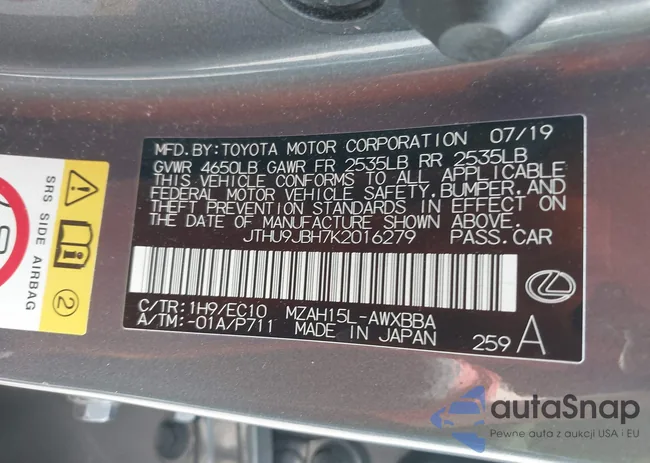 MFD. BY: TOYOTA MOTOR CORPORATION 07/19
GVWR 4650LB GAWR FR 2535LB RR 2535LB
THIS VEHICLE CONFORMS TO ALL APPLICABLE
FEDERAL MOTOR VEHICLE SAFETY, BUMPER, AND
THEFT PREVENTION STANDARDS IN EFFECT ON
THE DATE OF MANUFACTURE SHOWN ABOVE.
JTHU9JBH7K2016279 PASS. CAR
C/TR: 1H9/EC10 MZAH15L-AWXBBA
A/TM: -01A/P711 MADE IN JAPAN 259 A
SRS SIDE AIRBAG
2
autaSnap
Pewne auta z aukcji USA i EU